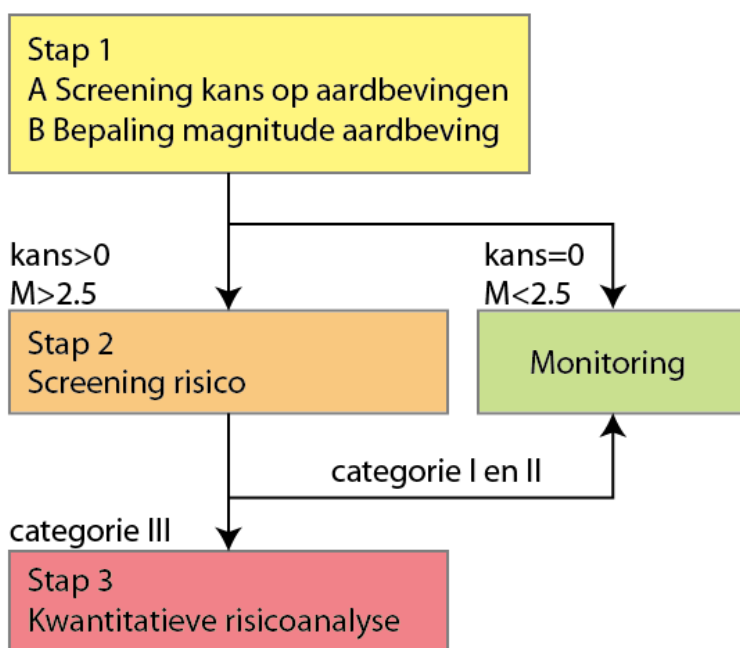 Stap 1
A Screening kans op aardbevingen
B Bepaling magnitude aardbeving
kans>0
M>2.5
kans=0
M<2.5
Stap 2
Screening risico
Monitoring
categorie I en II
categorie III
Stap 3
Kwantitatieve risicoanalyse